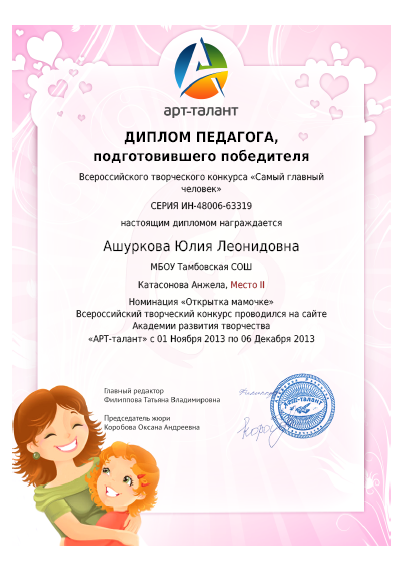 арт-талант
ДИПЛОМ ПЕДАГОГА,
подготовившего победителя
Всероссийского творческого конкурса «Самый главный
человек»
СЕРИЯ ИН-48006-63319
настоящим дипломом награждается
Ашуркова Юлия Леонидовна
МБОУ Тамбовская СОШ
Катасонова Анжела, Место II
Номинация «Открытка мамочке»
Всероссийский творческий конкурс проводился на сайте
Академии развития творчества
«АРТ-талант» с 01 Ноября 2013 по 06 Декабря 2013
Главный редактор
Филиппова Татьяна Владимировна
Председатель жюри
Коробова Оксана Андреевна
АРТ-талант